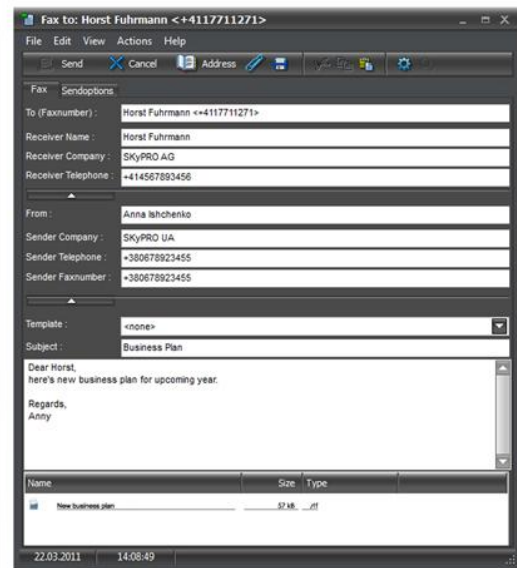 Fax to: Horst Fuhrmann <+4117711271>
File Edit View Actions Help
Send Cancel Address
Fax Sendoptions
To (Faxnumber) : Horst Fuhrmann <+4117711271>
Receiver Name : Horst Fuhrmann
Receiver Company : SKyPRO AG
Receiver Telephone : +414567893456
From : Anna Ishchenko
Sender Company : SKyPRO UA
Sender Telephone : +380678923455
Sender Faxnumber : +380678923455
Template : <none>
Subject : Business Plan
Dear Horst,
here's new business plan for upcoming year.
Regards,
Anny
Name Size Type
New business plan 57 kB .rtf
22.03.2011 14:08:49